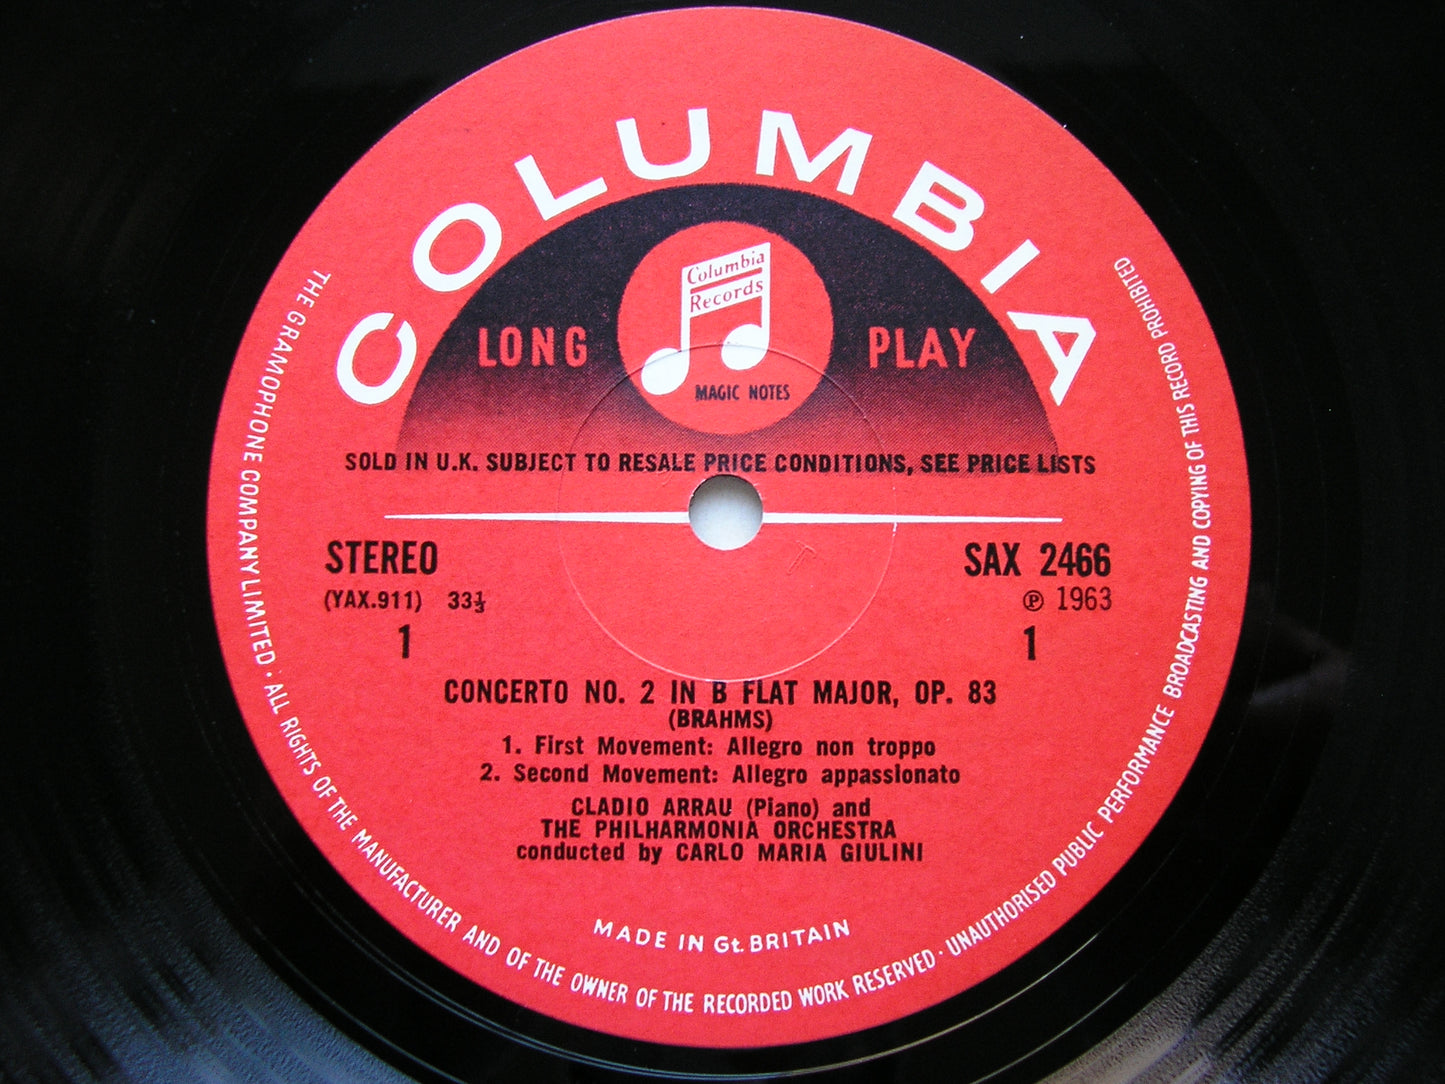 COLUMBIA
Columbia
Records
LONG PLAY
MAGIC NOTES
SOLD IN U.K. SUBJECT TO RESALE PRICE CONDITIONS, SEE PRICE LISTS
STEREO SAX 2466
(YAX.911) 33⅓ ℗ 1963
1 1
CONCERTO NO. 2 IN B FLAT MAJOR, OP. 83
(BRAHMS)
1. First Movement: Allegro non troppo
2. Second Movement: Allegro appassionato
CLADIO ARRAU (Piano) and
THE PHILHARMONIA ORCHESTRA
conducted by CARLO MARIA GIULINI
MADE IN Gt. BRITAIN
THE GRAMOPHONE COMPANY LIMITED · ALL RIGHTS OF THE MANUFACTURER AND OF THE OWNER OF THE RECORDED WORK RESERVED · UNAUTHORISED PUBLIC PERFORMANCE BROADCASTING AND COPYING OF THIS RECORD PROHIBITED
T